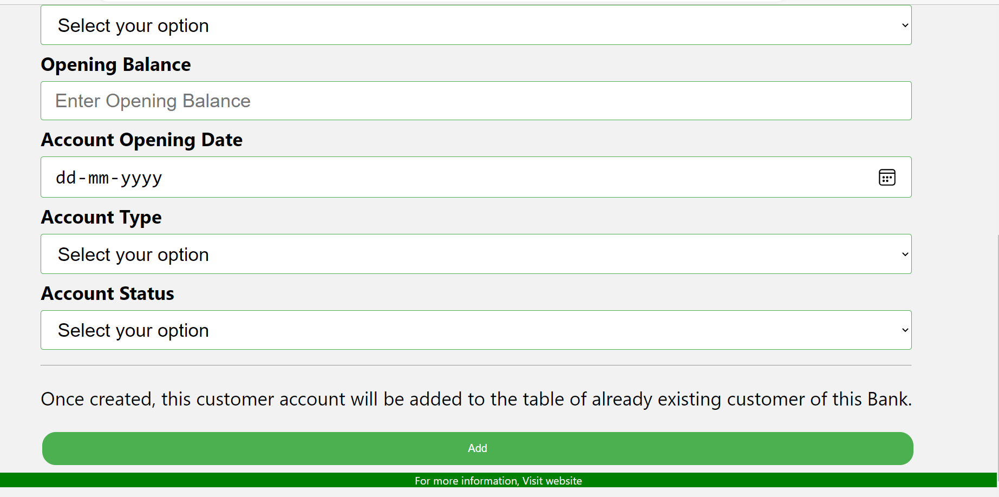 Select your option
Opening Balance
Enter Opening Balance
Account Opening Date
dd-mm-yyyy
Account Type
Select your option
Account Status
Select your option
Once created, this customer account will be added to the table of already existing customer of this Bank.
Add
For more information, Visit website